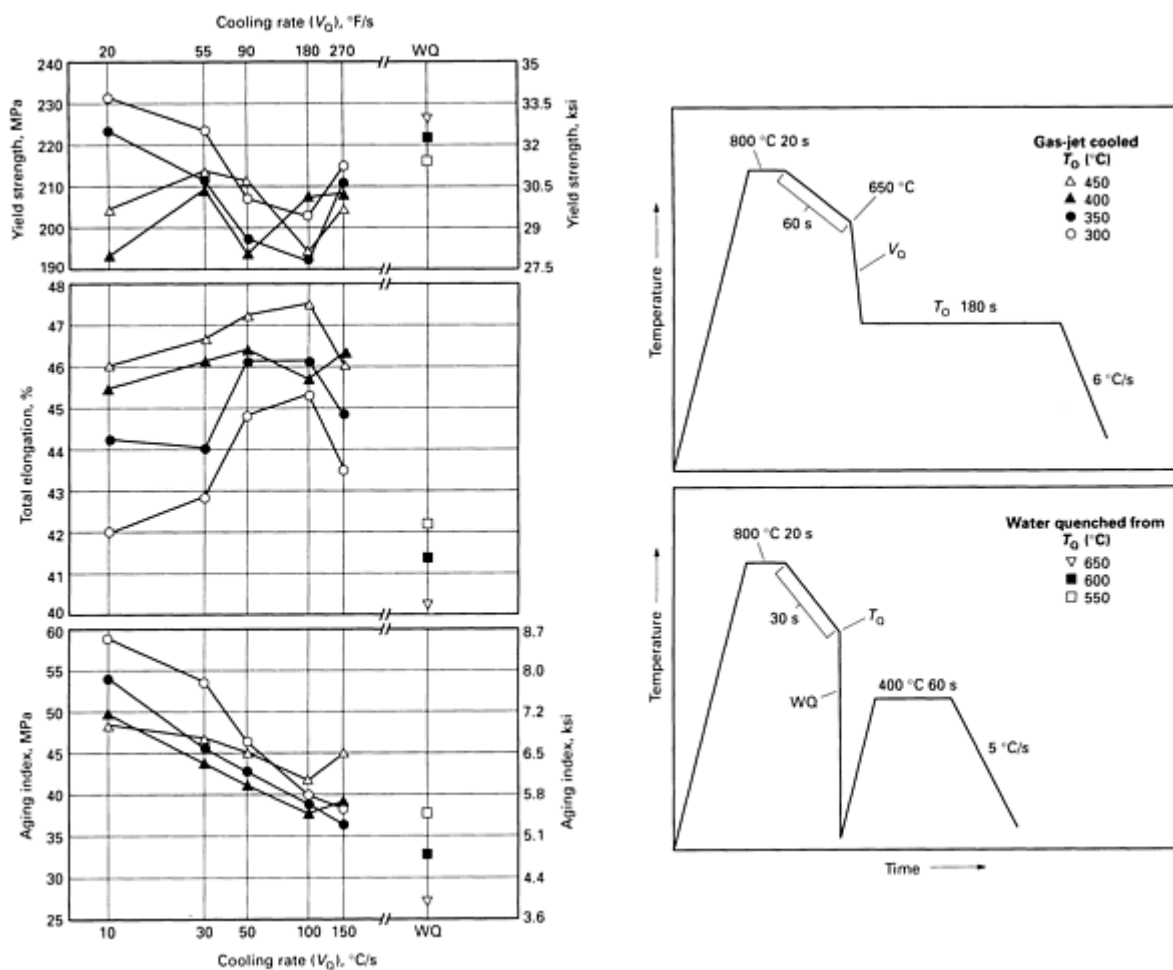 Cooling rate (V_Q), °F/s
20 55 90 180 270 WQ
240 35
230 33.5
220 32
210 30.5
200 29
190 27.5
Yield strength, MPa
Yield strength, ksi
48
47
46
45
44
43
42
41
40
Total elongation, %
60 8.7
55 8.0
50 7.2
45 6.5
40 5.8
35 5.1
30 4.4
25 3.6
Aging index, MPa
Aging index, ksi
10 30 50 100 150 WQ
Cooling rate (V_Q), °C/s
800 °C 20 s
60 s
650 °C
V_Q
T_Q 180 s
6 °C/s
Temperature
Gas-jet cooled
T_Q (°C)
450
400
350
300
800 °C 20 s
30 s
T_Q
WQ
400 °C 60 s
5 °C/s
Temperature
Time
Water quenched from
T_Q (°C)
650
600
550